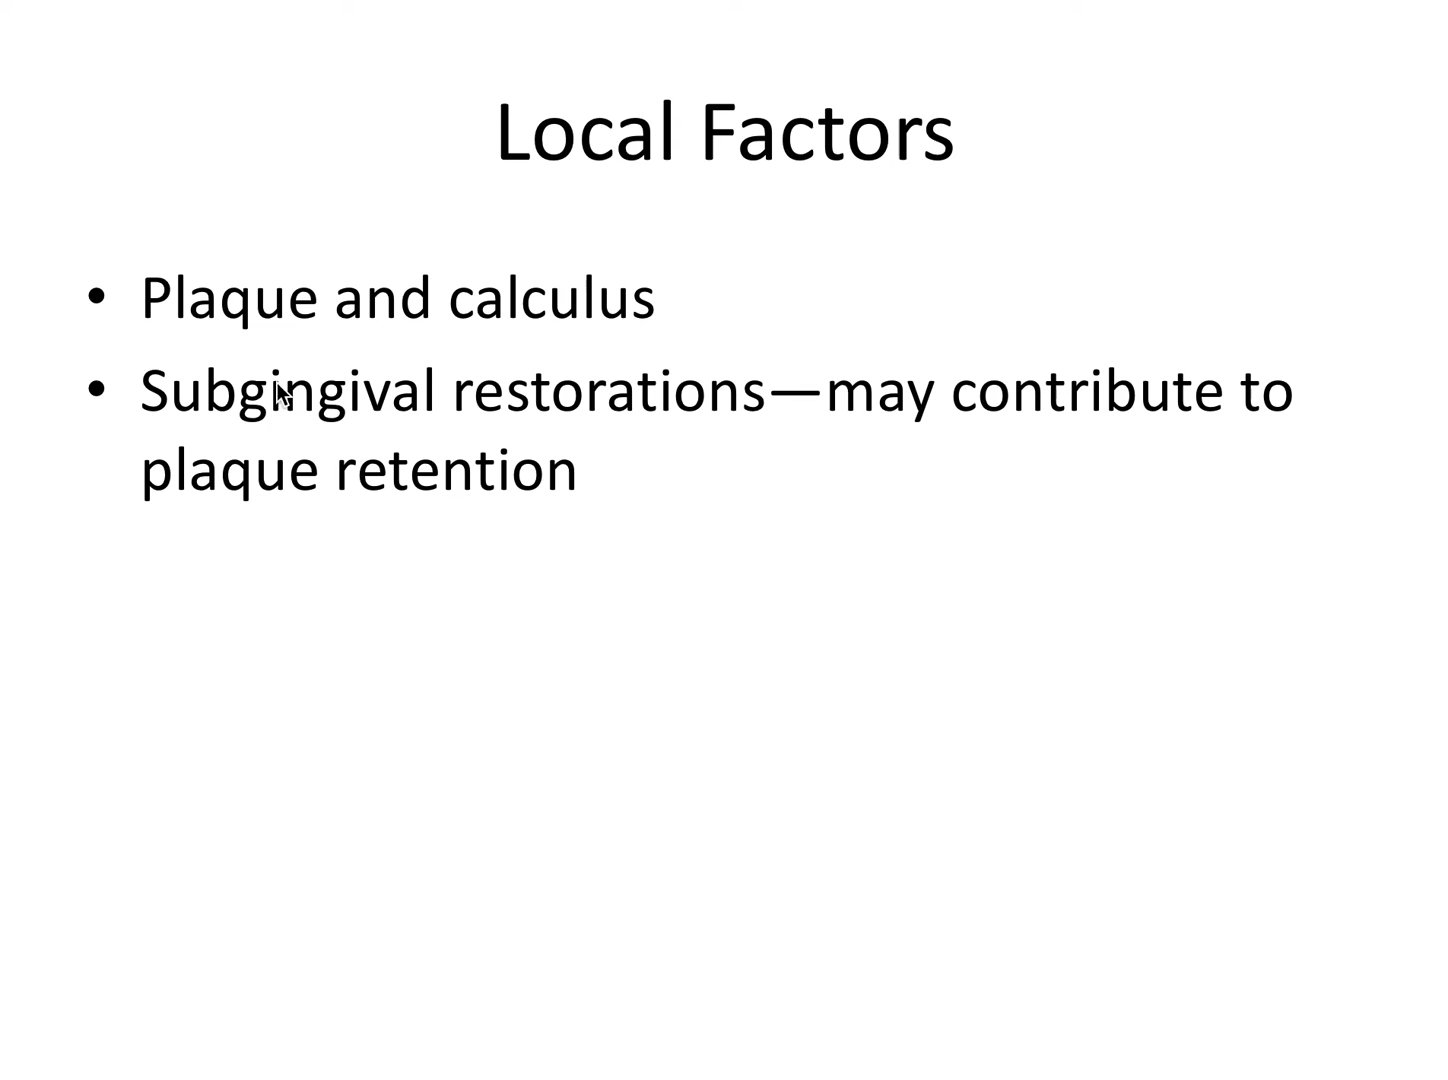 Local Factors
• Plaque and calculus
• Subgingival restorations—may contribute to
plaque retention